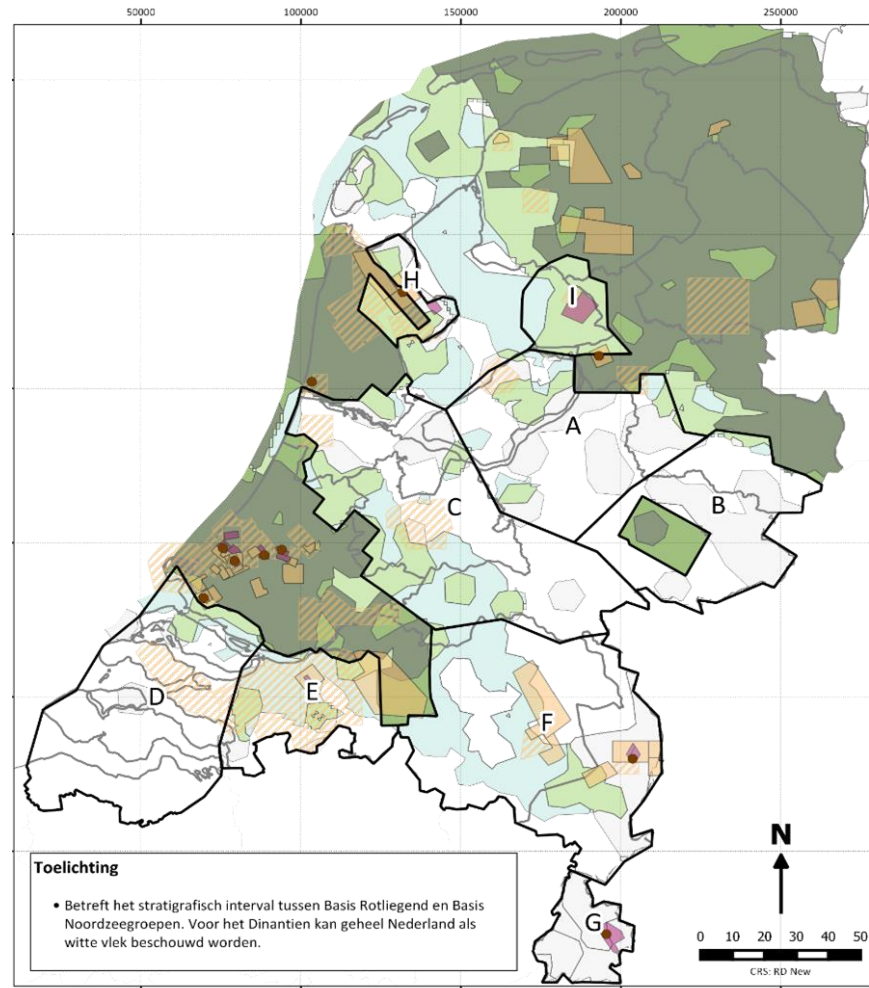 50000 100000 150000 200000 250000
H
I
A
B
C
D
E
F
G
N
Toelichting
• Betreft het stratigrafisch interval tussen Basis Rotliegend en Basis
Noordzeegroepen. Voor het Dinantien kan geheel Nederland als
witte vlek beschouwd worden.
0 10 20 30 40 50
CRS: RD New